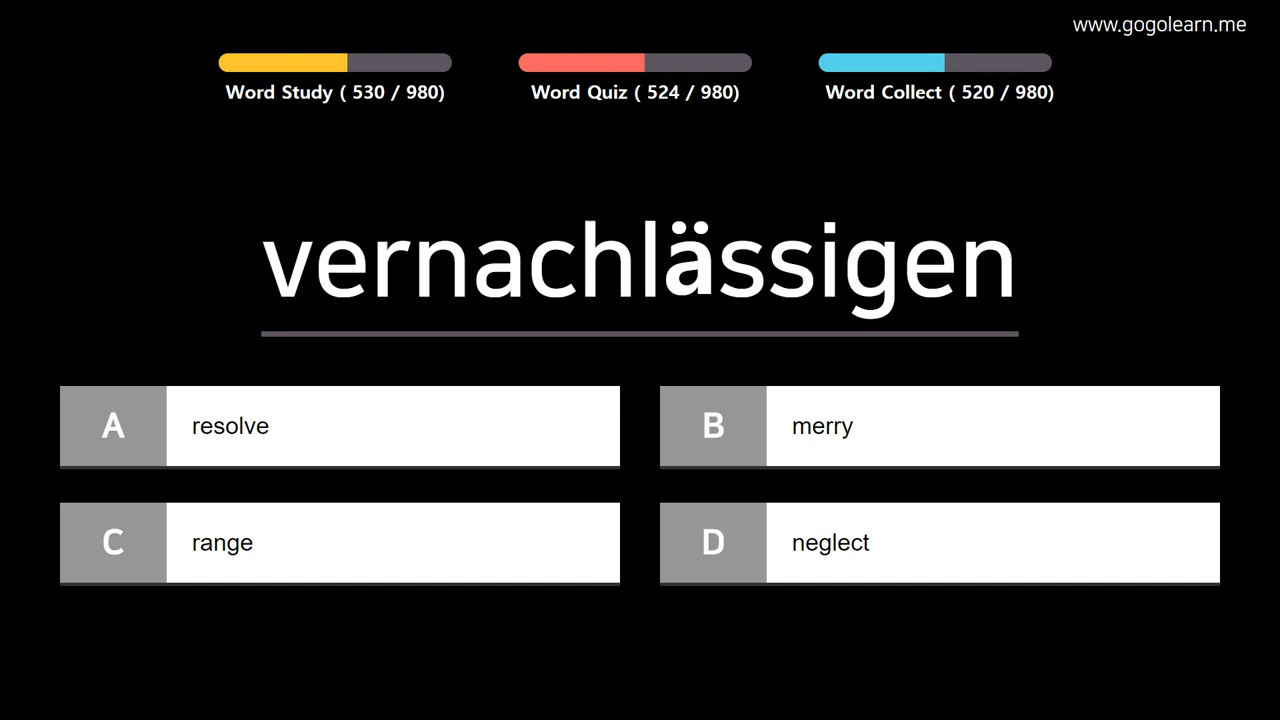 www.gogolearn.me
Word Study ( 530 / 980)
Word Quiz ( 524 / 980)
Word Collect ( 520 / 980)
vernachlässigen
A resolve
B merry
C range
D neglect